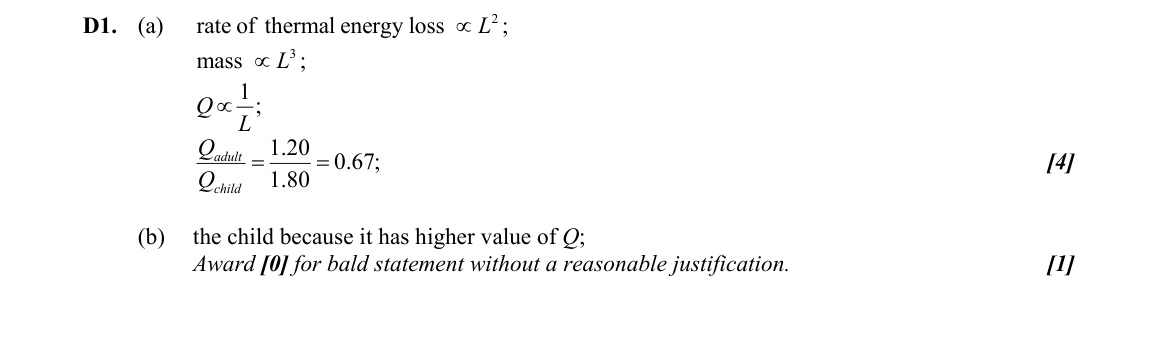 D1. (a) rate of thermal energy loss ∝ L²;
mass ∝ L³;
Q ∝ 1/L;
Q_adult/Q_child = 1.20/1.80 = 0.67; [4]
(b) the child because it has higher value of Q;
Award [0] for bald statement without a reasonable justification. [1]